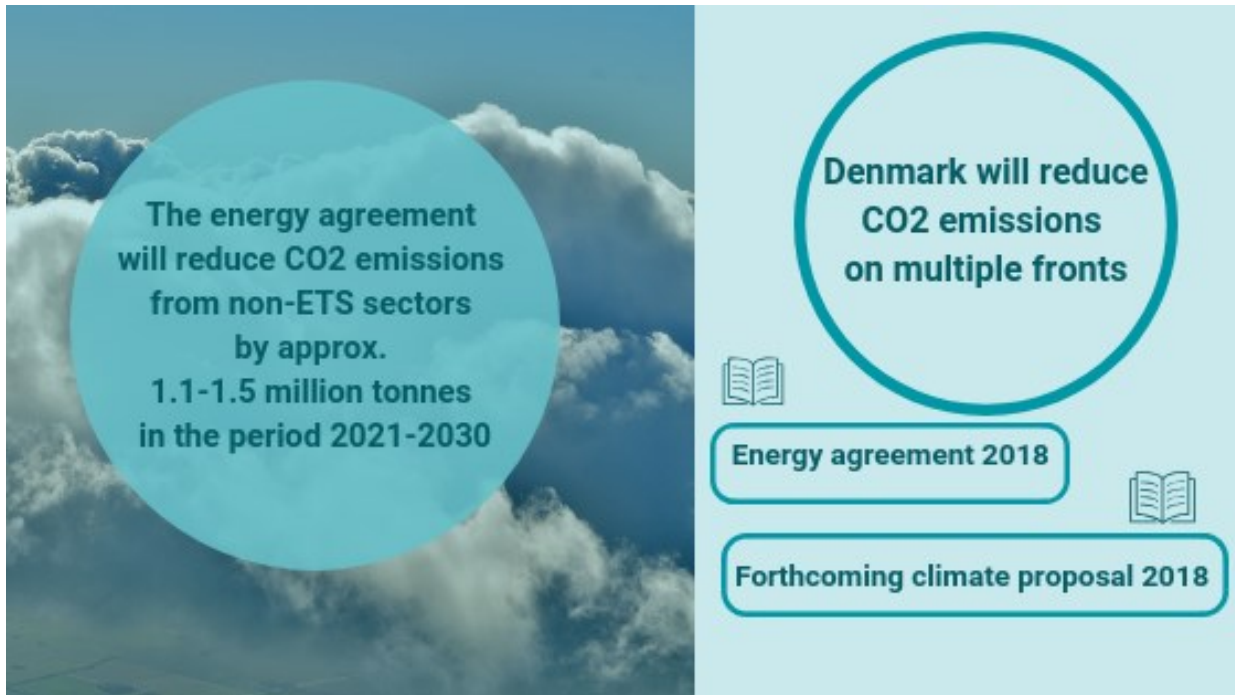 The energy agreement
will reduce CO2 emissions
from non-ETS sectors
by approx.
1.1-1.5 million tonnes
in the period 2021-2030
Denmark will reduce
CO2 emissions
on multiple fronts
Energy agreement 2018
Forthcoming climate proposal 2018